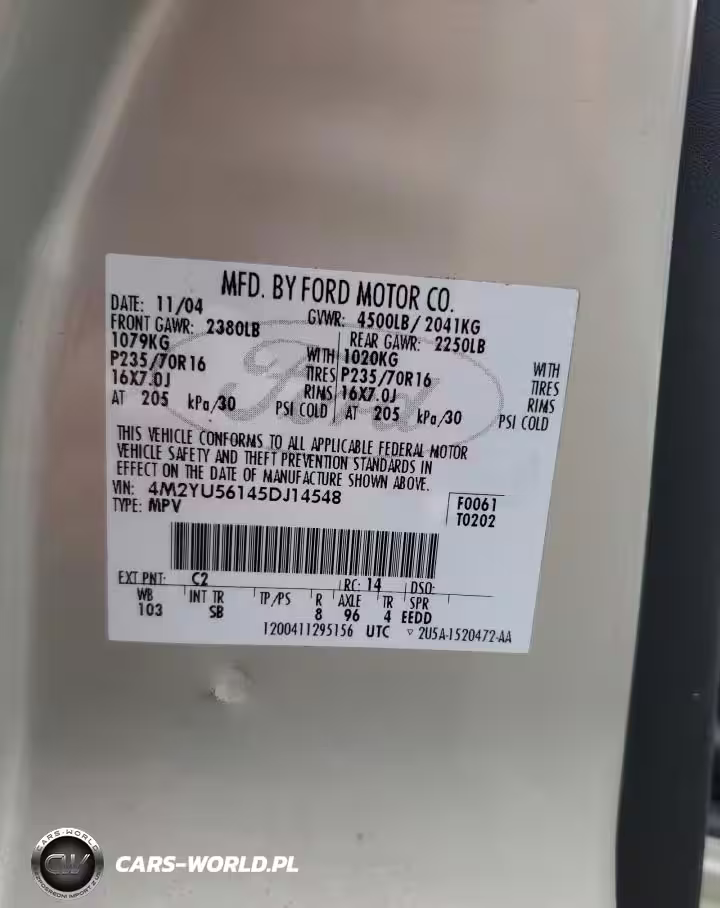 MFD. BY FORD MOTOR CO.
DATE: 11/04 GVWR: 4500LB/ 2041KG
FRONT GAWR: 2380LB REAR GAWR: 2250LB
1079KG WITH 1020KG WITH
P235/70R16 TIRES P235/70R16 TIRES
16X7.0J RIMS 16X7.0J RIMS
AT 205 kPa/30 PSI COLD AT 205 kPa/30 PSI COLD
Ford
THIS VEHICLE CONFORMS TO ALL APPLICABLE FEDERAL MOTOR
VEHICLE SAFETY AND THEFT PREVENTION STANDARDS IN
EFFECT ON THE DATE OF MANUFACTURE SHOWN ABOVE.
VIN: 4M2YU56145DJ14548 F0061
TYPE: MPV T0202
EXT PNT: C2 RC: 14 DSO:
WB INT TR TP/PS R AXLE TR SPR
103 SB 8 96 4 EEDD
1200411295156 UTC ▽ 2U5A-1520472-AA
CARS-WORLD
CW
CARS-WORLD.PL